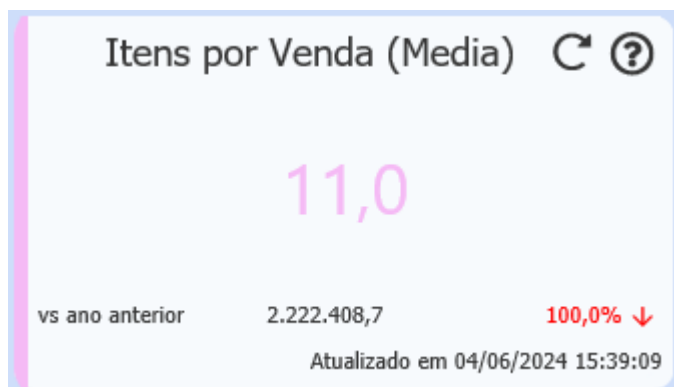 Itens por Venda (Media)
11,0
vs ano anterior 2.222.408,7 100,0% ↓
Atualizado em 04/06/2024 15:39:09